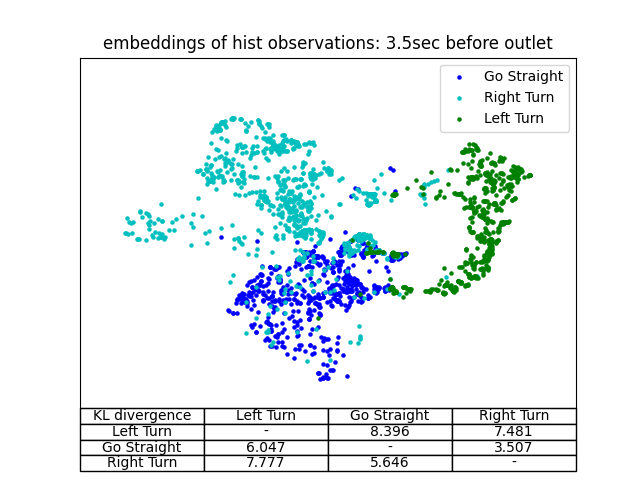 embeddings of hist observations: 3.5sec before outlet
Go Straight
Right Turn
Left Turn
KL divergence Left Turn Go Straight Right Turn
Left Turn - 8.396 7.481
Go Straight 6.047 - 3.507
Right Turn 7.777 5.646 -